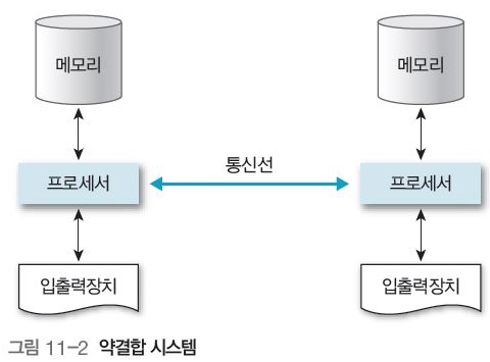 메모리
메모리
통신선
프로세서
프로세서
입출력장치
입출력장치
그림 11-2 약결합 시스템